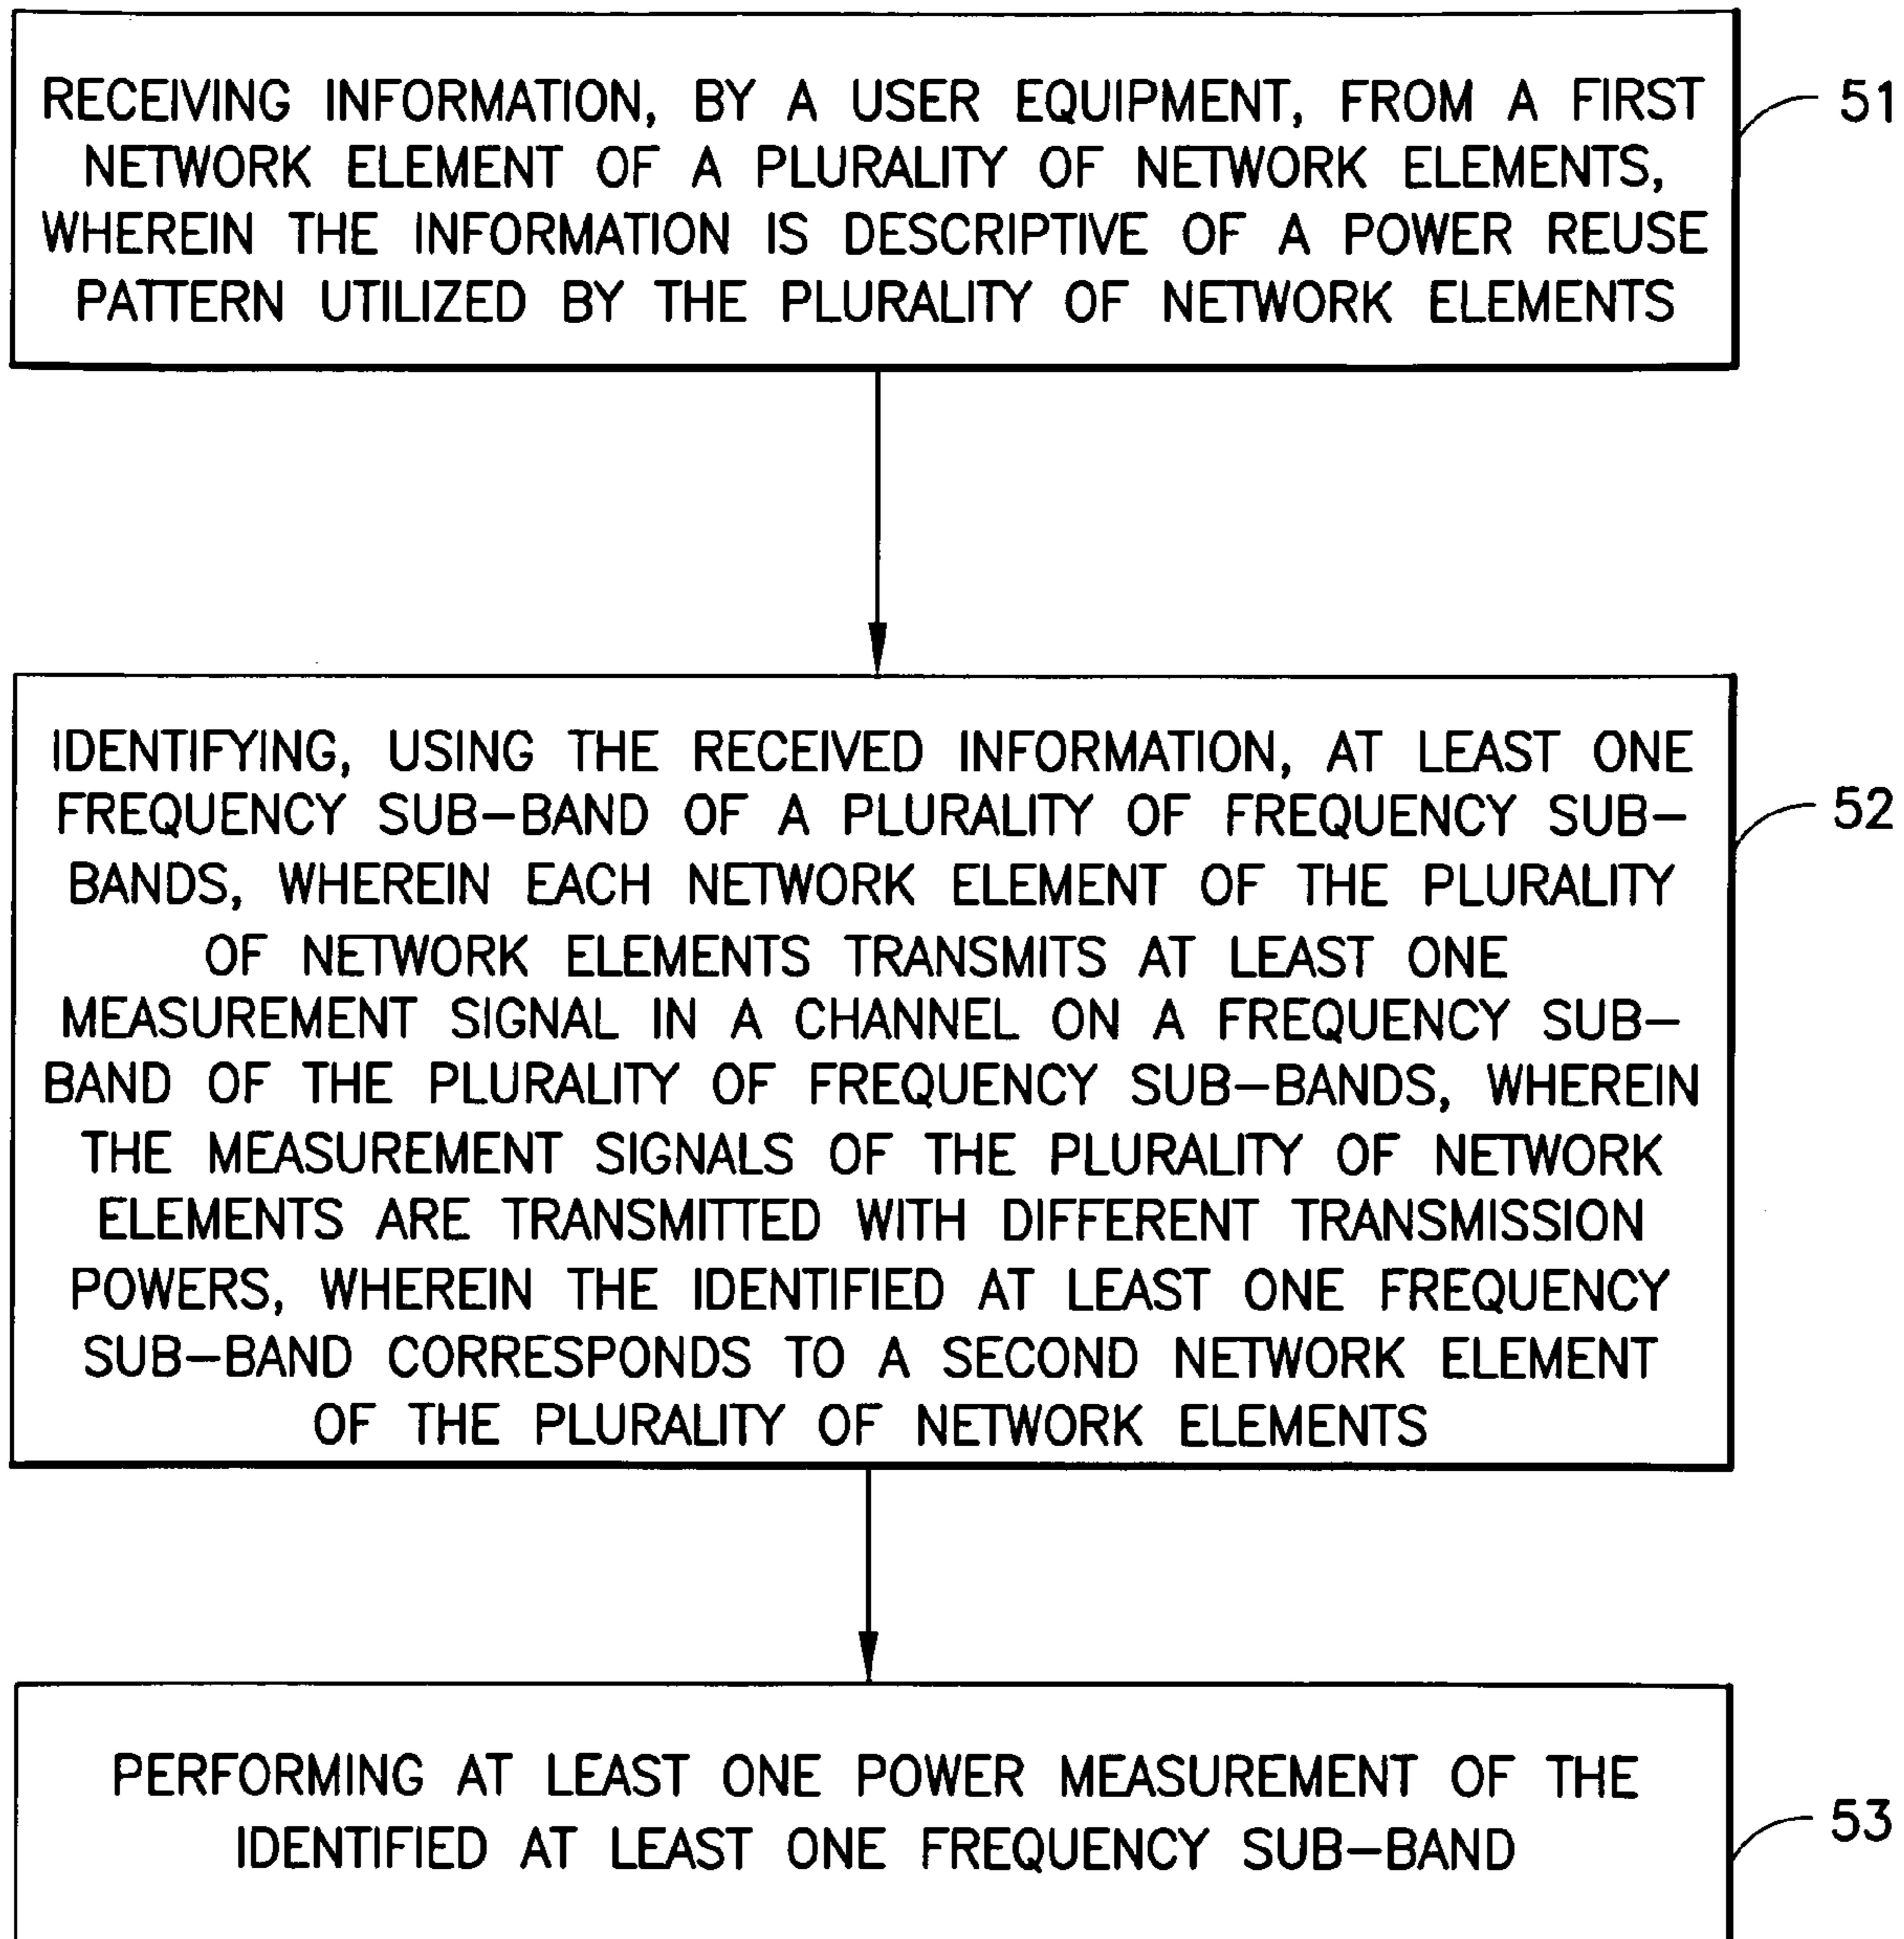 RECEIVING INFORMATION, BY A USER EQUIPMENT, FROM A FIRST
NETWORK ELEMENT OF A PLURALITY OF NETWORK ELEMENTS,
WHEREIN THE INFORMATION IS DESCRIPTIVE OF A POWER REUSE
PATTERN UTILIZED BY THE PLURALITY OF NETWORK ELEMENTS
51
IDENTIFYING, USING THE RECEIVED INFORMATION, AT LEAST ONE
FREQUENCY SUB-BAND OF A PLURALITY OF FREQUENCY SUB-
BANDS, WHEREIN EACH NETWORK ELEMENT OF THE PLURALITY
OF NETWORK ELEMENTS TRANSMITS AT LEAST ONE
MEASUREMENT SIGNAL IN A CHANNEL ON A FREQUENCY SUB-
BAND OF THE PLURALITY OF FREQUENCY SUB-BANDS, WHEREIN
THE MEASUREMENT SIGNALS OF THE PLURALITY OF NETWORK
ELEMENTS ARE TRANSMITTED WITH DIFFERENT TRANSMISSION
POWERS, WHEREIN THE IDENTIFIED AT LEAST ONE FREQUENCY
SUB-BAND CORRESPONDS TO A SECOND NETWORK ELEMENT
OF THE PLURALITY OF NETWORK ELEMENTS
52
PERFORMING AT LEAST ONE POWER MEASUREMENT OF THE
IDENTIFIED AT LEAST ONE FREQUENCY SUB-BAND
53